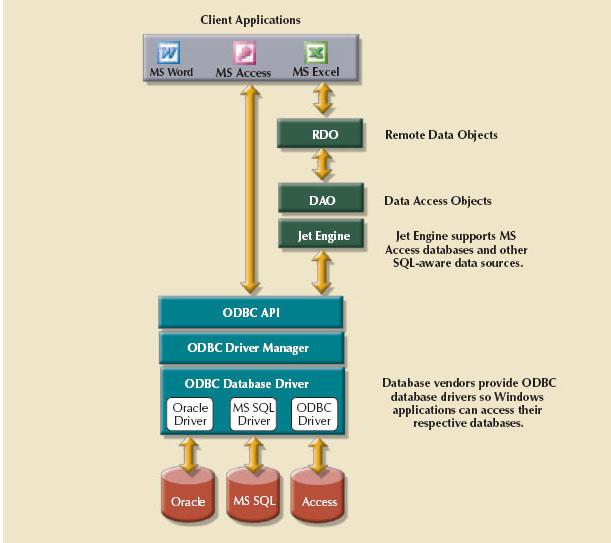 Client Applications
MS Word MS Access MS Excel
RDO
Remote Data Objects
DAO
Data Access Objects
Jet Engine
Jet Engine supports MS
Access databases and other
SQL-aware data sources.
ODBC API
ODBC Driver Manager
ODBC Database Driver
Oracle
Driver
MS SQL
Driver
ODBC
Driver
Database vendors provide ODBC
database drivers so Windows
applications can access their
respective databases.
Oracle
MS SQL
Access